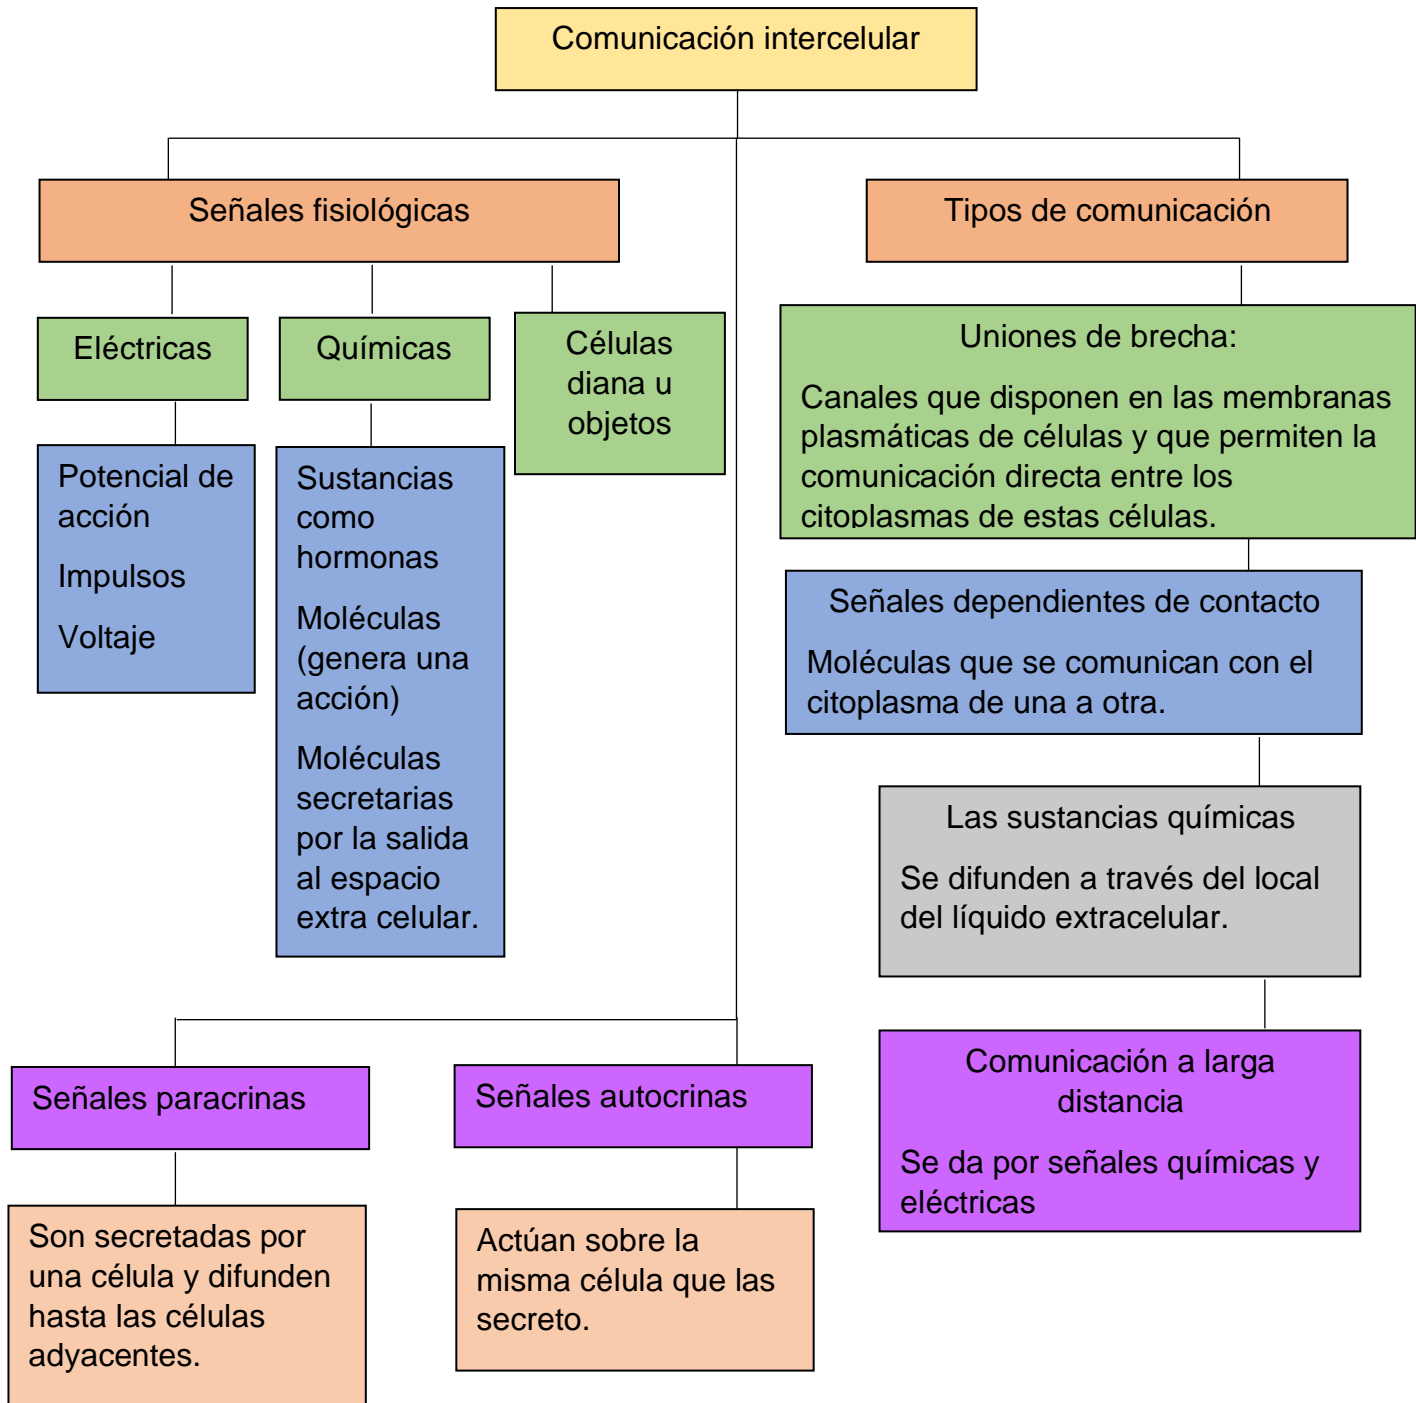 Comunicación intercelular
Señales fisiológicas
Tipos de comunicación
Eléctricas
Químicas
Células
diana u
objetos
Uniones de brecha:
Canales que disponen en las membranas
plasmáticas de células y que permiten la
comunicación directa entre los
citoplasmas de estas células.
Potencial de
acción
Impulsos
Voltaje
Sustancias
como
hormonas
Moléculas
(genera una
acción)
Moléculas
secretarias
por la salida
al espacio
extra celular.
Señales dependientes de contacto
Moléculas que se comunican con el
citoplasma de una a otra.
Las sustancias químicas
Se difunden a través del local
del líquido extracelular.
Comunicación a larga
distancia
Se da por señales químicas y
eléctricas
Señales paracrinas
Señales autocrinas
Son secretadas por
una célula y difunden
hasta las células
adyacentes.
Actúan sobre la
misma célula que las
secreto.